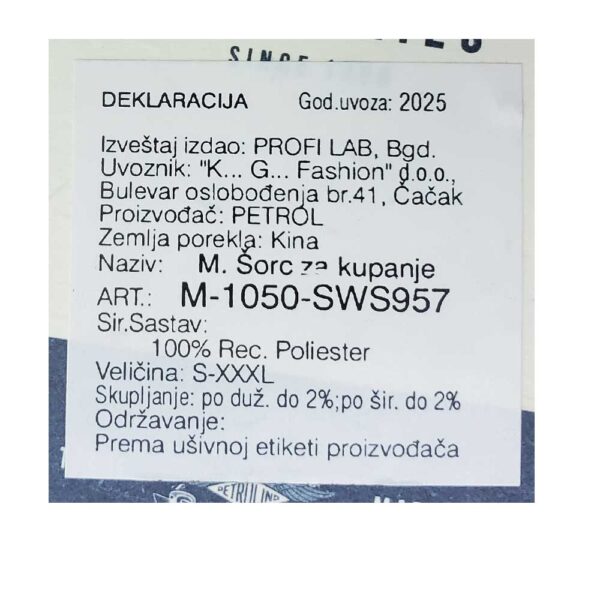 SINCE
DEKLARACIJA God.uvoza: 2025
Izveštaj izdao: PROFI LAB, Bgd.
Uvoznik: "K... G... Fashion" d.o.o.,
Bulevar oslobođenja br.41, Čačak
Proizvođač: PETROL
Zemlja porekla: Kina
Naziv: M. Šorc za kupanje
ART.: M-1050-SWS957
Sir.Sastav:
100% Rec. Poliester
Veličina: S-XXXL
Skupljanje: po duž. do 2%;po šir. do 2%
Održavanje:
Prema ušivnoj etiketi proizvođača